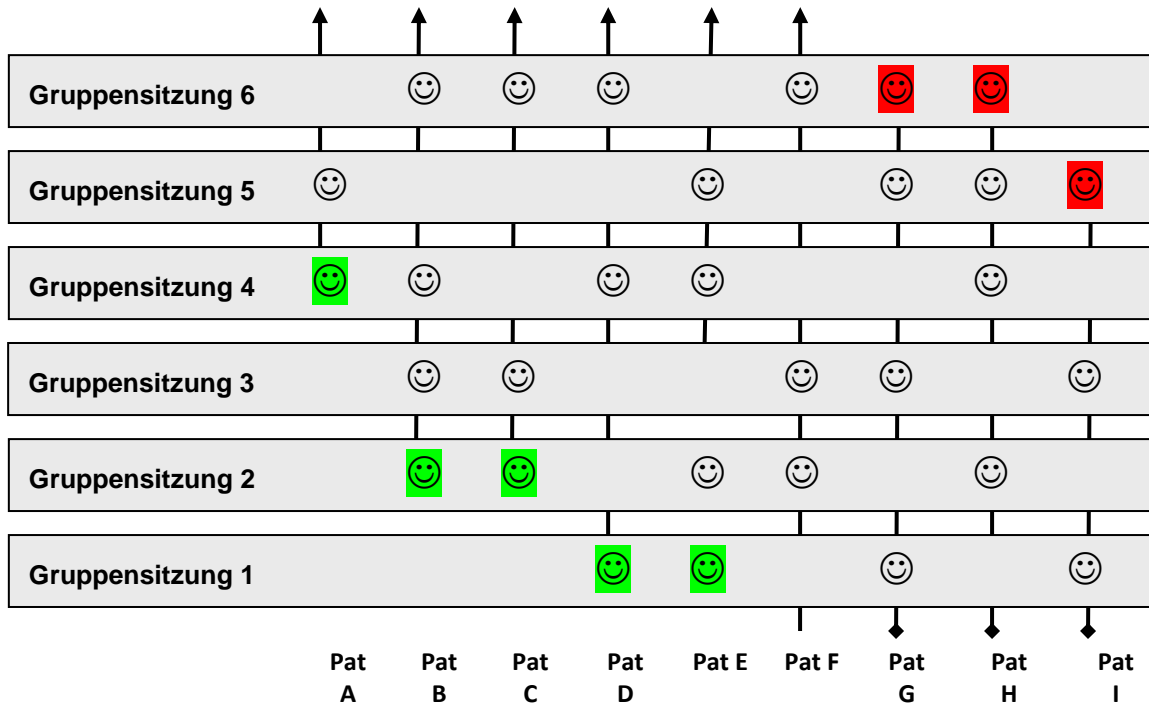 Gruppensitzung 6
Gruppensitzung 5
Gruppensitzung 4
Gruppensitzung 3
Gruppensitzung 2
Gruppensitzung 1
Pat A
Pat B
Pat C
Pat D
Pat E
Pat F
Pat G
Pat H
Pat I